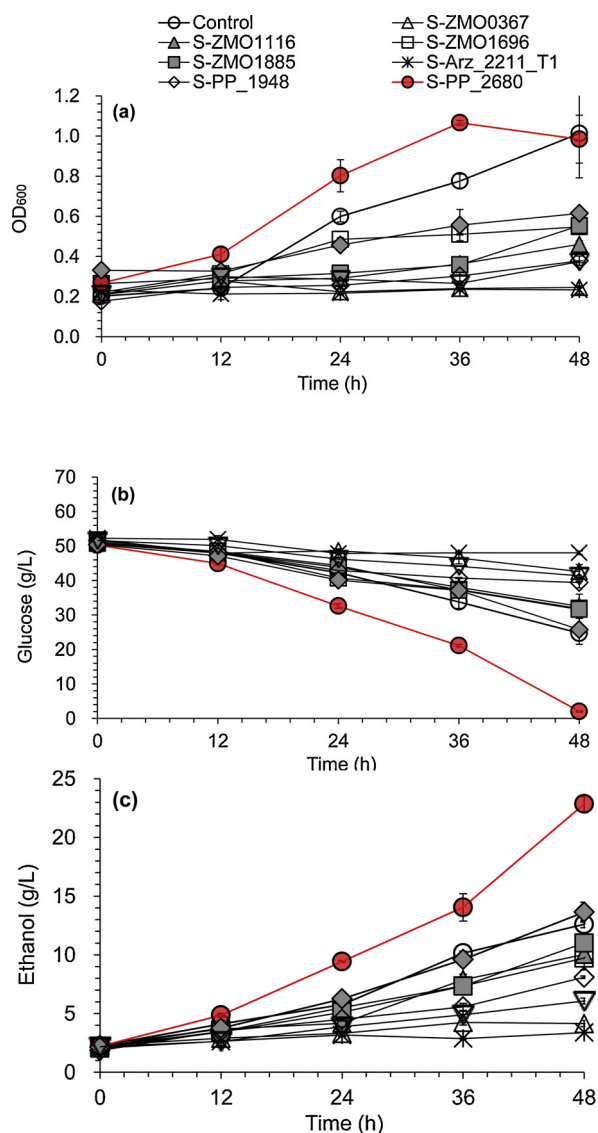 Control S-ZMO0367
S-ZMO1116 S-ZMO1696
S-ZMO1885 S-Arz_2211_T1
S-PP_1948 S-PP_2680
(a)
OD600
1.2
1.0
0.8
0.6
0.4
0.2
0.0
0 12 24 36 48
Time (h)
(b)
Glucose (g/L)
70
60
50
40
30
20
10
0
0 12 24 36 48
Time (h)
(c)
Ethanol (g/L)
25
20
15
10
5
0
0 12 24 36 48
Time (h)